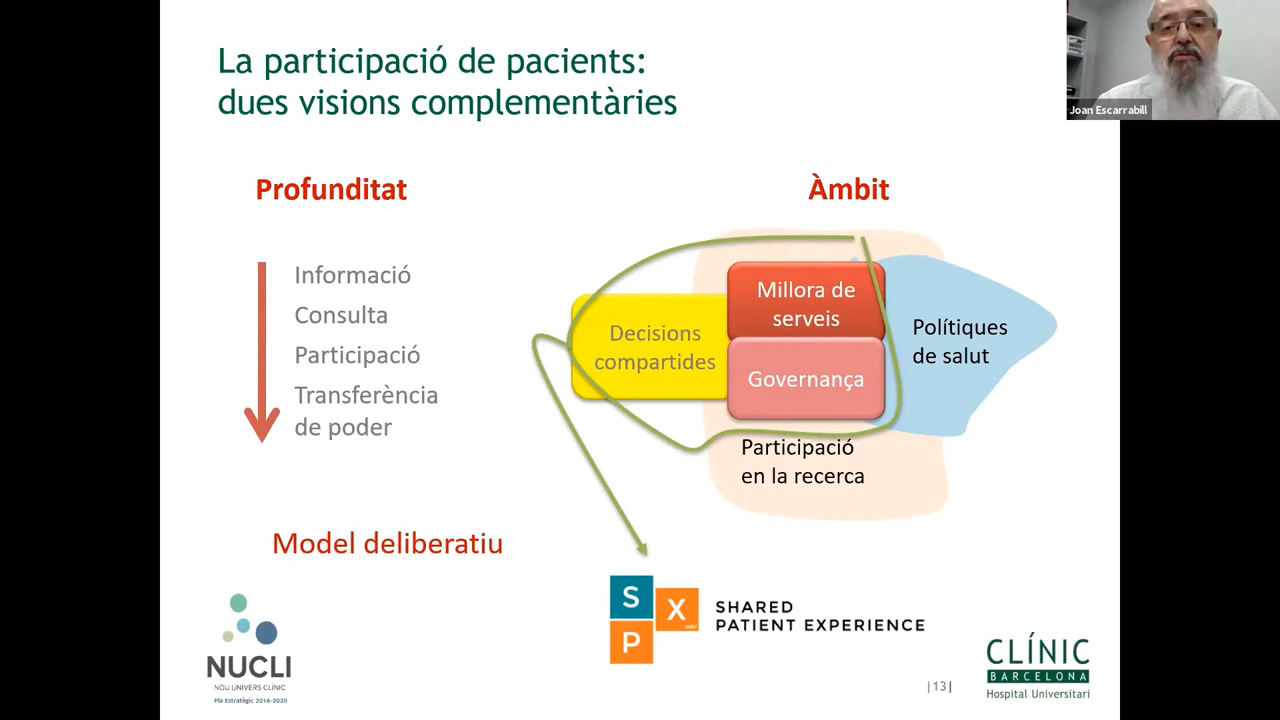 La participació de pacients:
dues visions complementàries
Joan Escarrabill
Profunditat
Àmbit
Informació
Consulta
Participació
Transferència
de poder
Decisions
compartides
Millora de
serveis
Governança
Polítiques
de salut
Participació
en la recerca
Model deliberatiu
NUCLI
NOU UNIVERS CLÍNIC
Pla Estratègic 2016-2020
S
X
P
SHARED
PATIENT EXPERIENCE
CLÍNIC
BARCELONA
Hospital Universitari
|13|